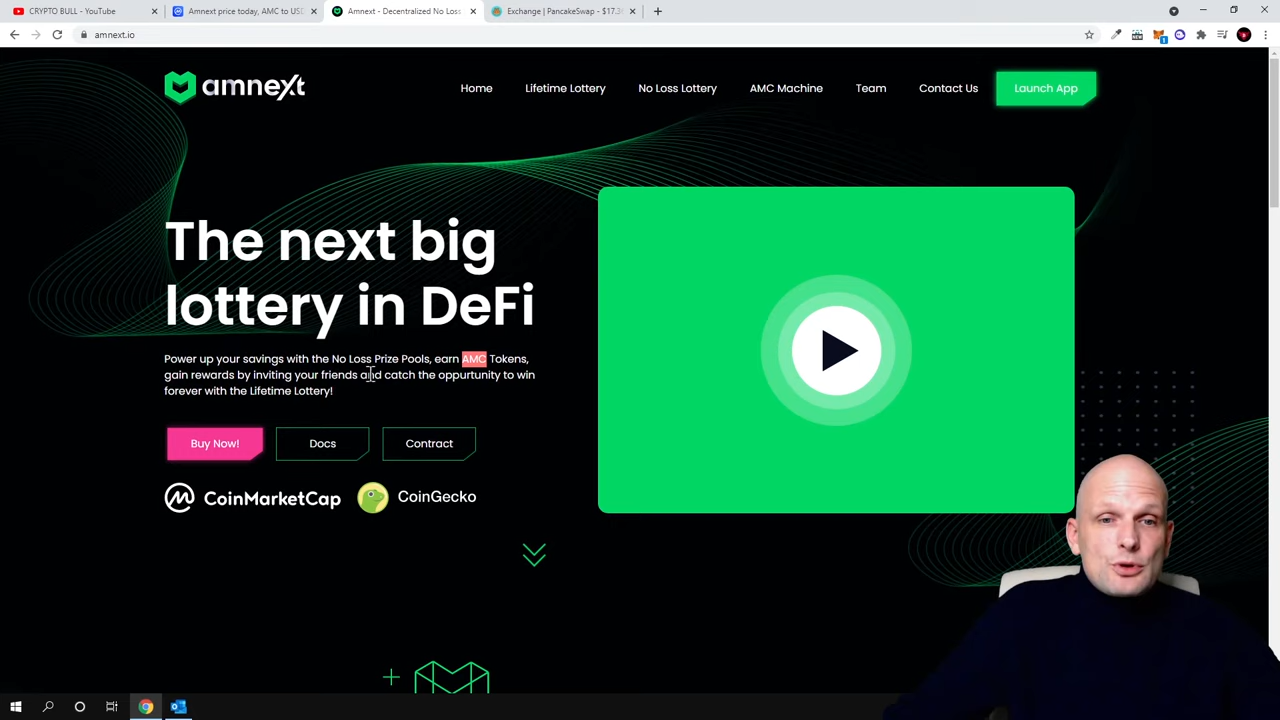 CRYPTO BULL - YouTube
Amnext price today, AMC to USD
Amnext - Decentralized No Loss
Exchange | PancakeSwap - $17.36
amnext.io
amnext
Home
Lifetime Lottery
No Loss Lottery
AMC Machine
Team
Contact Us
Launch App
The next big
lottery in DeFi
Power up your savings with the No Loss Prize Pools, earn AMC Tokens,
gain rewards by inviting your friends and catch the oppurtunity to win
forever with the Lifetime Lottery!
Buy Now!
Docs
Contract
CoinMarketCap
CoinGecko